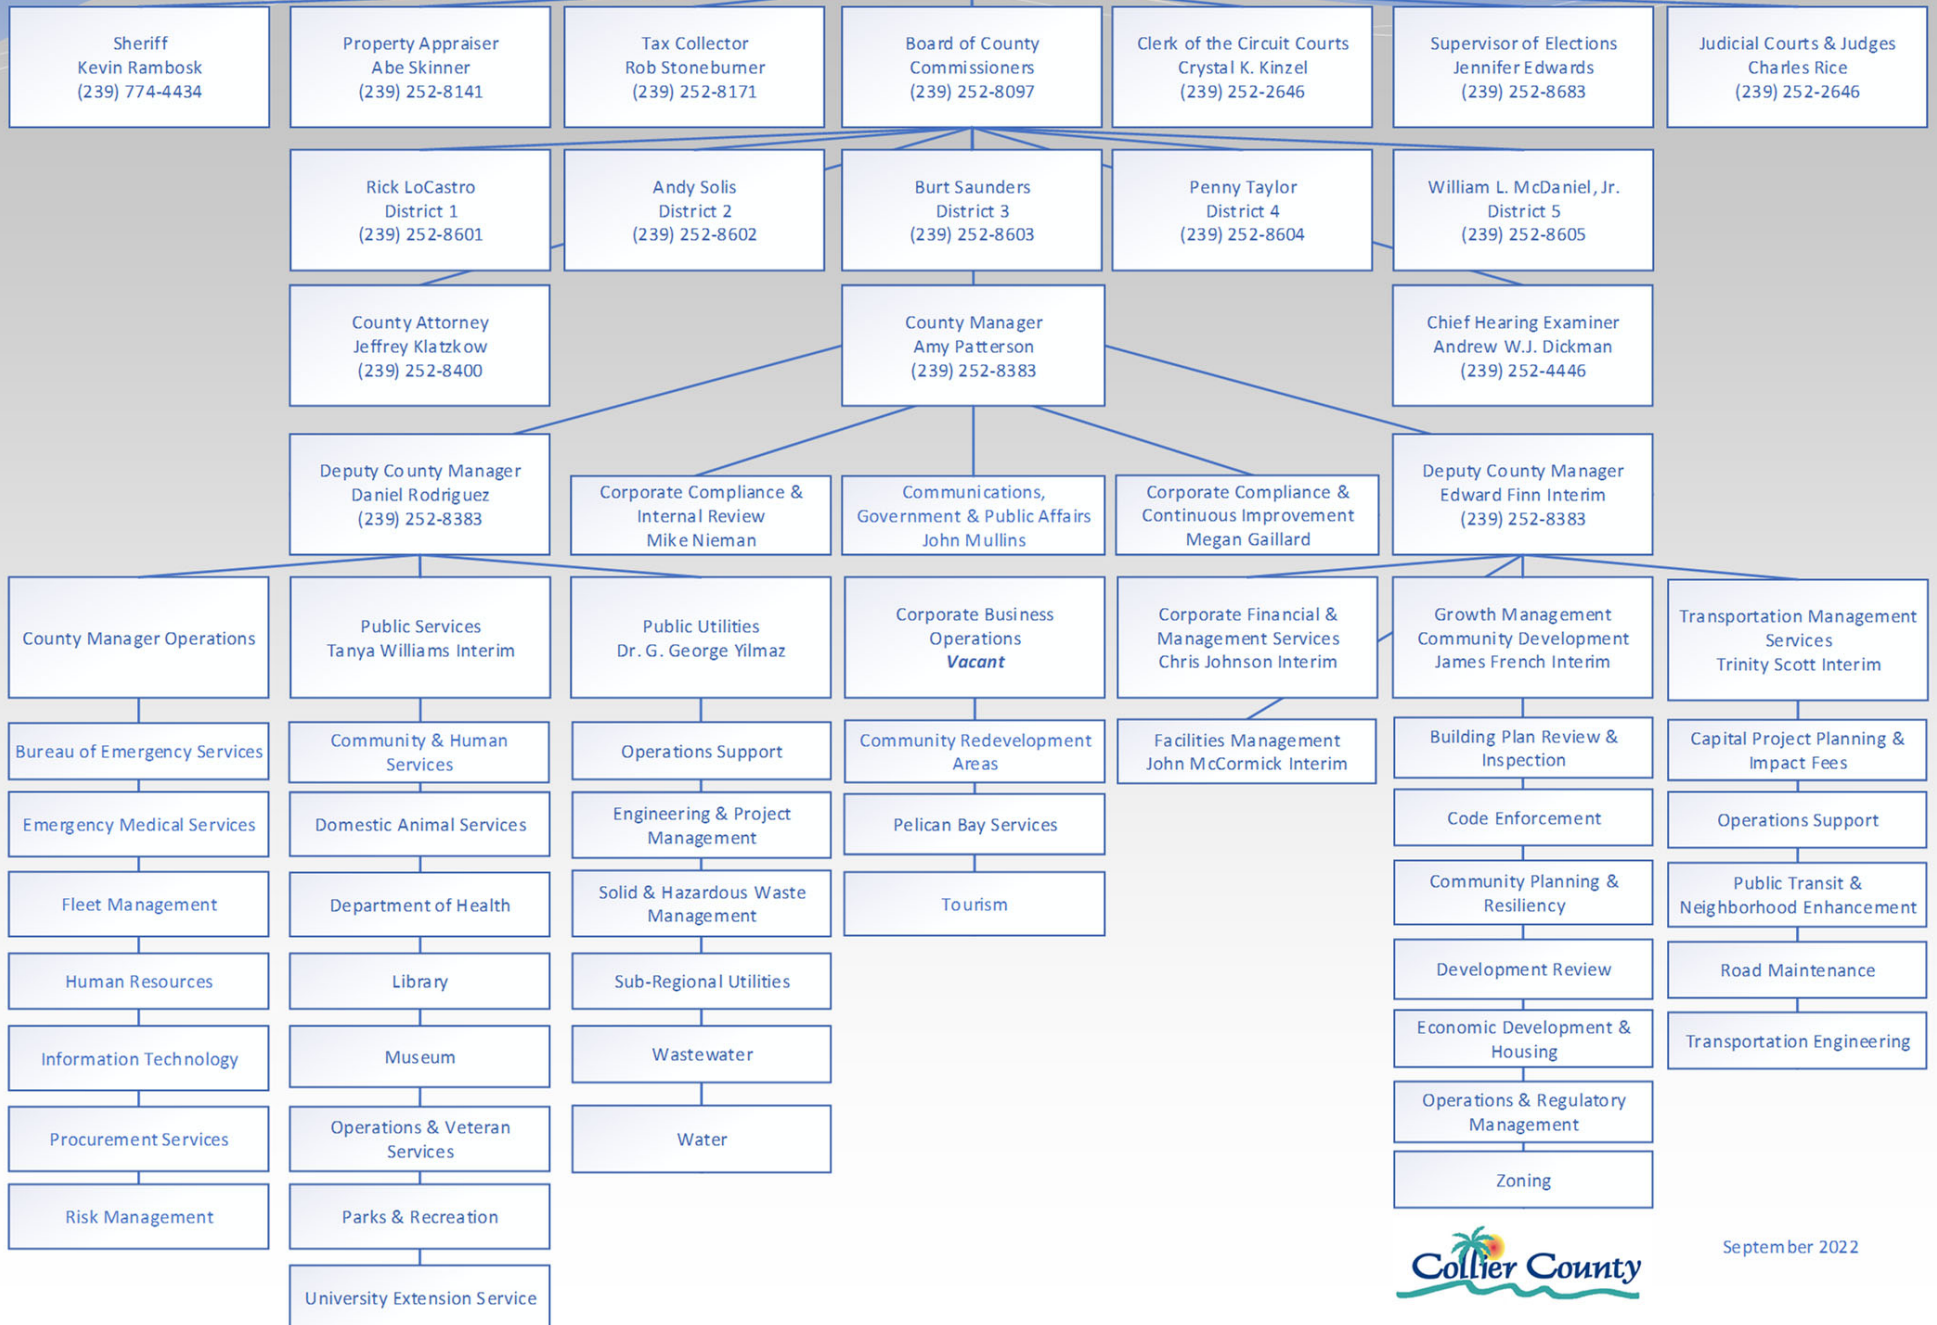 Sheriff
Kevin Rambosk
(239) 774-4434
Property Appraiser
Abe Skinner
(239) 252-8141
Tax Collector
Rob Stoneburner
(239) 252-8171
Board of County
Commissioners
(239) 252-8097
Clerk of the Circuit Courts
Crystal K. Kinzel
(239) 252-2646
Supervisor of Elections
Jennifer Edwards
(239) 252-8683
Judicial Courts & Judges
Charles Rice
(239) 252-2646
Rick LoCastro
District 1
(239) 252-8601
Andy Solis
District 2
(239) 252-8602
Burt Saunders
District 3
(239) 252-8603
Penny Taylor
District 4
(239) 252-8604
William L. McDaniel, Jr.
District 5
(239) 252-8605
County Attorney
Jeffrey Klatzkow
(239) 252-8400
County Manager
Amy Patterson
(239) 252-8383
Chief Hearing Examiner
Andrew W.J. Dickman
(239) 252-4446
Deputy County Manager
Daniel Rodriguez
(239) 252-8383
Corporate Compliance &
Internal Review
Mike Nieman
Communications,
Government & Public Affairs
John Mullins
Corporate Compliance &
Continuous Improvement
Megan Gaillard
Deputy County Manager
Edward Finn Interim
(239) 252-8383
County Manager Operations
Public Services
Tanya Williams Interim
Public Utilities
Dr. G. George Yilmaz
Corporate Business
Operations
Vacant
Corporate Financial &
Management Services
Chris Johnson Interim
Growth Management
Community Development
James French Interim
Transportation Management
Services
Trinity Scott Interim
Bureau of Emergency Services
Emergency Medical Services
Fleet Management
Human Resources
Information Technology
Procurement Services
Risk Management
Community & Human
Services
Domestic Animal Services
Department of Health
Library
Museum
Operations & Veteran
Services
Parks & Recreation
University Extension Service
Operations Support
Engineering & Project
Management
Solid & Hazardous Waste
Management
Sub-Regional Utilities
Wastewater
Water
Community Redevelopment
Areas
Pelican Bay Services
Tourism
Facilities Management
John McCormick Interim
Building Plan Review &
Inspection
Code Enforcement
Community Planning &
Resiliency
Development Review
Economic Development &
Housing
Operations & Regulatory
Management
Zoning
Capital Project Planning &
Impact Fees
Operations Support
Public Transit &
Neighborhood Enhancement
Road Maintenance
Transportation Engineering
Collier County
September 2022